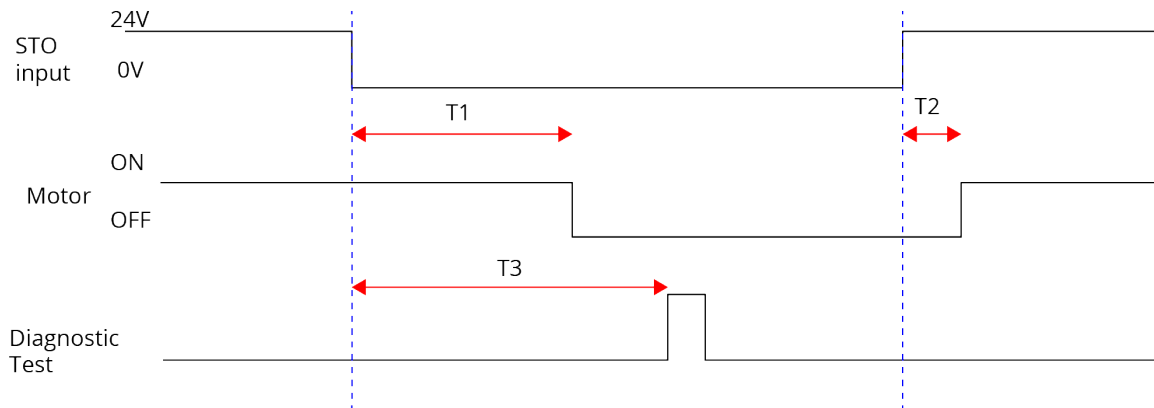 24V
STO
input
0V
T1
T2
ON
Motor
OFF
T3
Diagnostic
Test